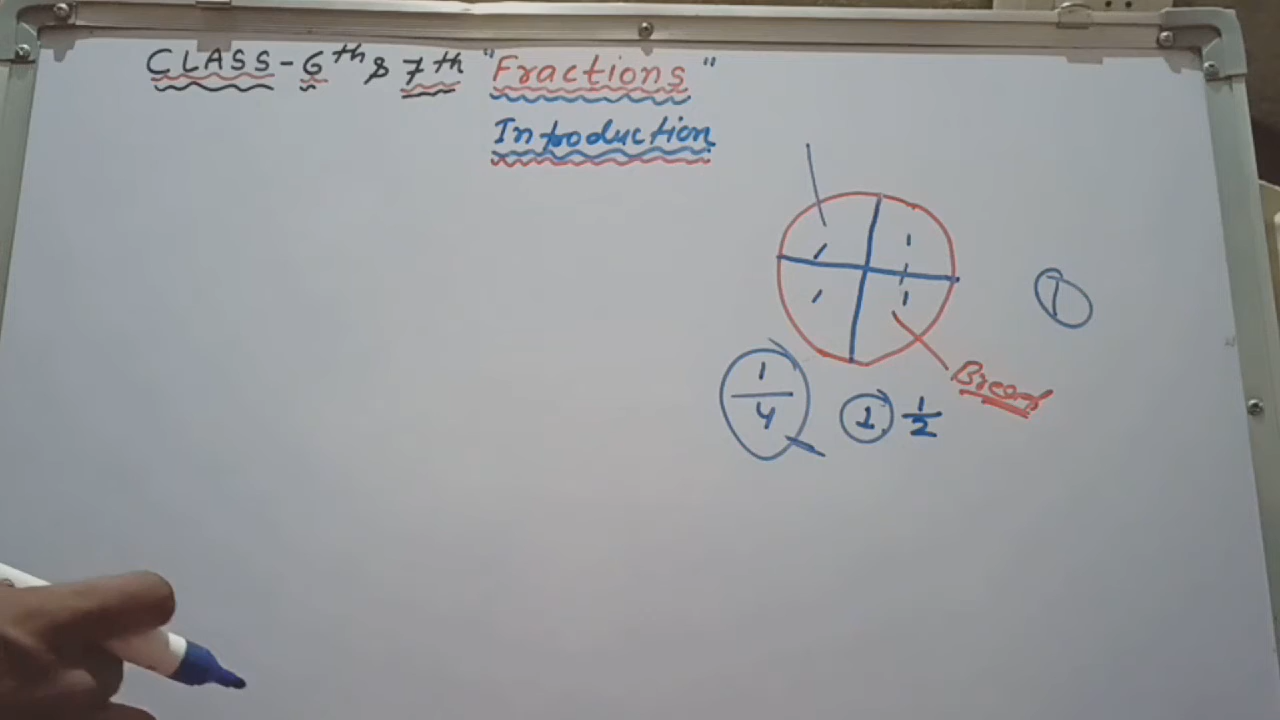 CLASS-6th & 7th "Fractions"
Introduction
1
Bread
1/4
1 1/2